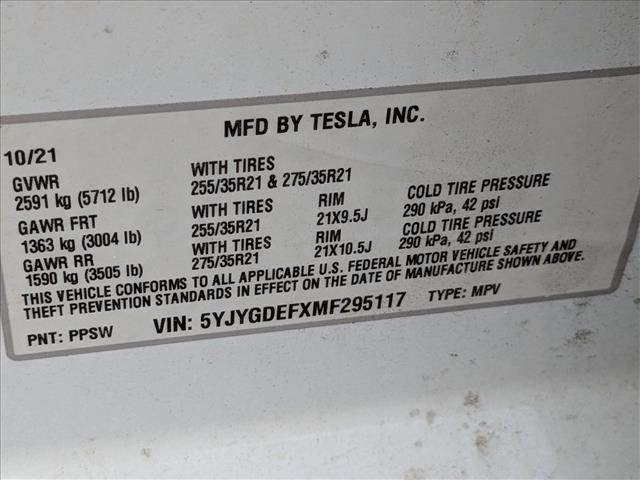 MFD BY TESLA, INC.
10/21
GVWR
2591 kg (5712 lb)
WITH TIRES
255/35R21 & 275/35R21
GAWR FRT
1363 kg (3004 lb)
WITH TIRES
255/35R21
RIM
21X9.5J
COLD TIRE PRESSURE
290 kPa, 42 psi
GAWR RR
1590 kg (3505 lb)
WITH TIRES
275/35R21
RIM
21X10.5J
COLD TIRE PRESSURE
290 kPa, 42 psi
THIS VEHICLE CONFORMS TO ALL APPLICABLE U.S. FEDERAL MOTOR VEHICLE SAFETY AND
THEFT PREVENTION STANDARDS IN EFFECT ON THE DATE OF MANUFACTURE SHOWN ABOVE.
PNT: PPSW VIN: 5YJYGDEFXMF295117 TYPE: MPV